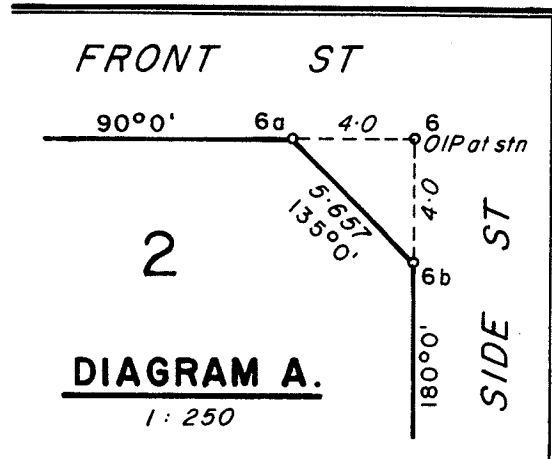 FRONT ST
90°0' 6a 4·0 6
OIP at stn
5·657
135°0'
4·0
2
6b
SIDE ST
180°0'
DIAGRAM A.
1 : 250